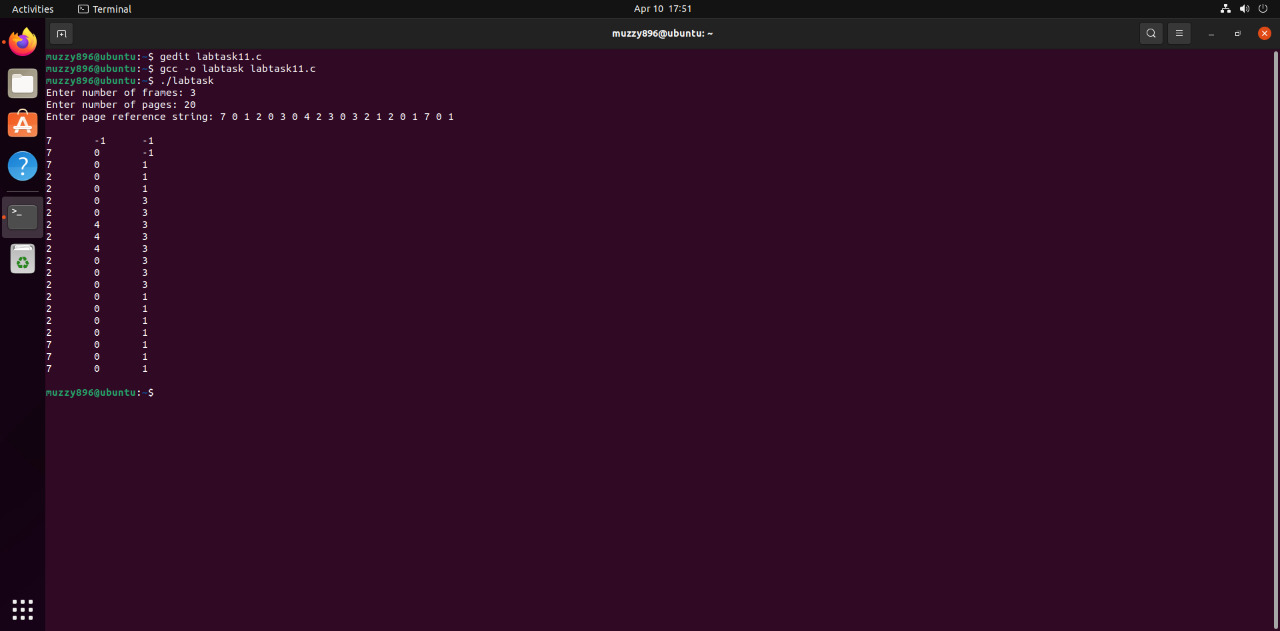 Activities Terminal Apr 10 17:51
muzzy896@ubuntu: ~
muzzy896@ubuntu:~$ gedit labtask11.c
muzzy896@ubuntu:~$ gcc -o labtask labtask11.c
muzzy896@ubuntu:~$ ./labtask
Enter number of frames: 3
Enter number of pages: 20
Enter page reference string: 7 0 1 2 0 3 0 4 2 3 0 3 2 1 2 0 1 7 0 1
7 -1 -1
7 0 -1
7 0 1
2 0 1
2 0 1
2 0 3
2 0 3
2 4 3
2 4 3
2 4 3
2 0 3
2 0 3
2 0 3
2 0 1
2 0 1
2 0 1
2 0 1
7 0 1
7 0 1
7 0 1
muzzy896@ubuntu:~$